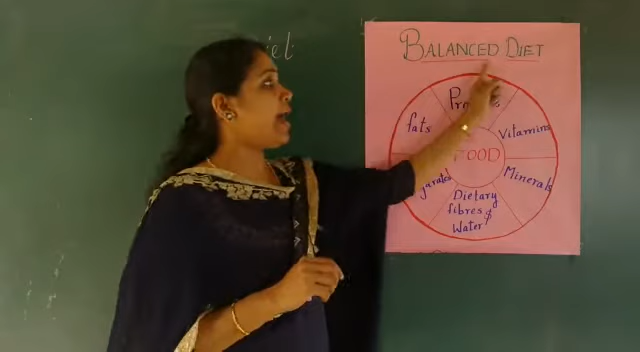 BALANCED DIET
fats
Vitamins
FOOD
Minerals
Dietary
fibres &
Water